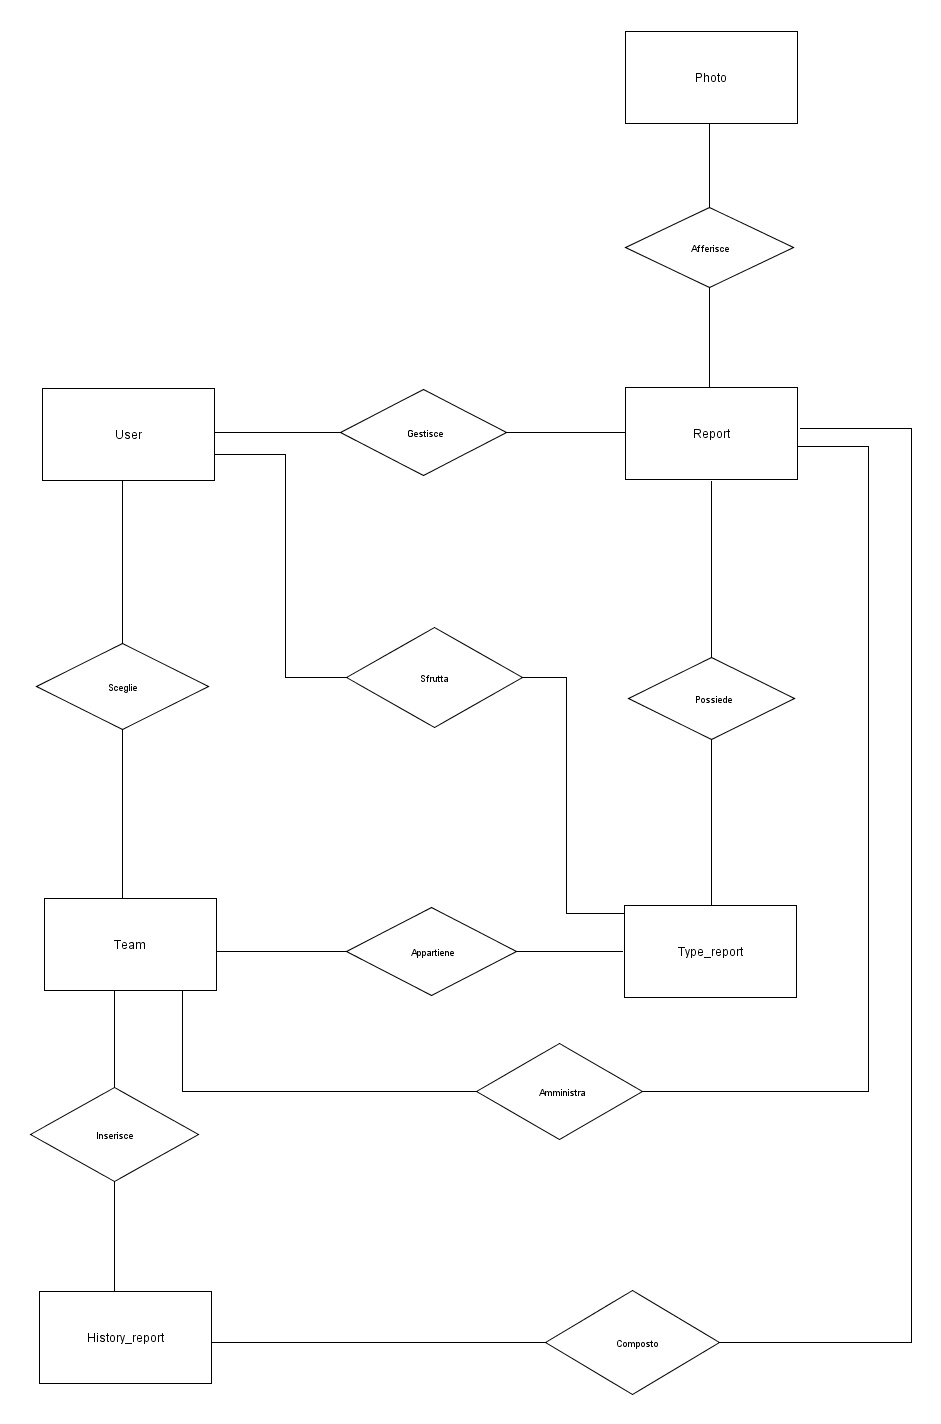 Photo
Afferisce
User
Gestisce
Report
Sceglie
Sfrutta
Possiede
Team
Appartiene
Type_report
Amministra
Inserisce
History_report
Composto